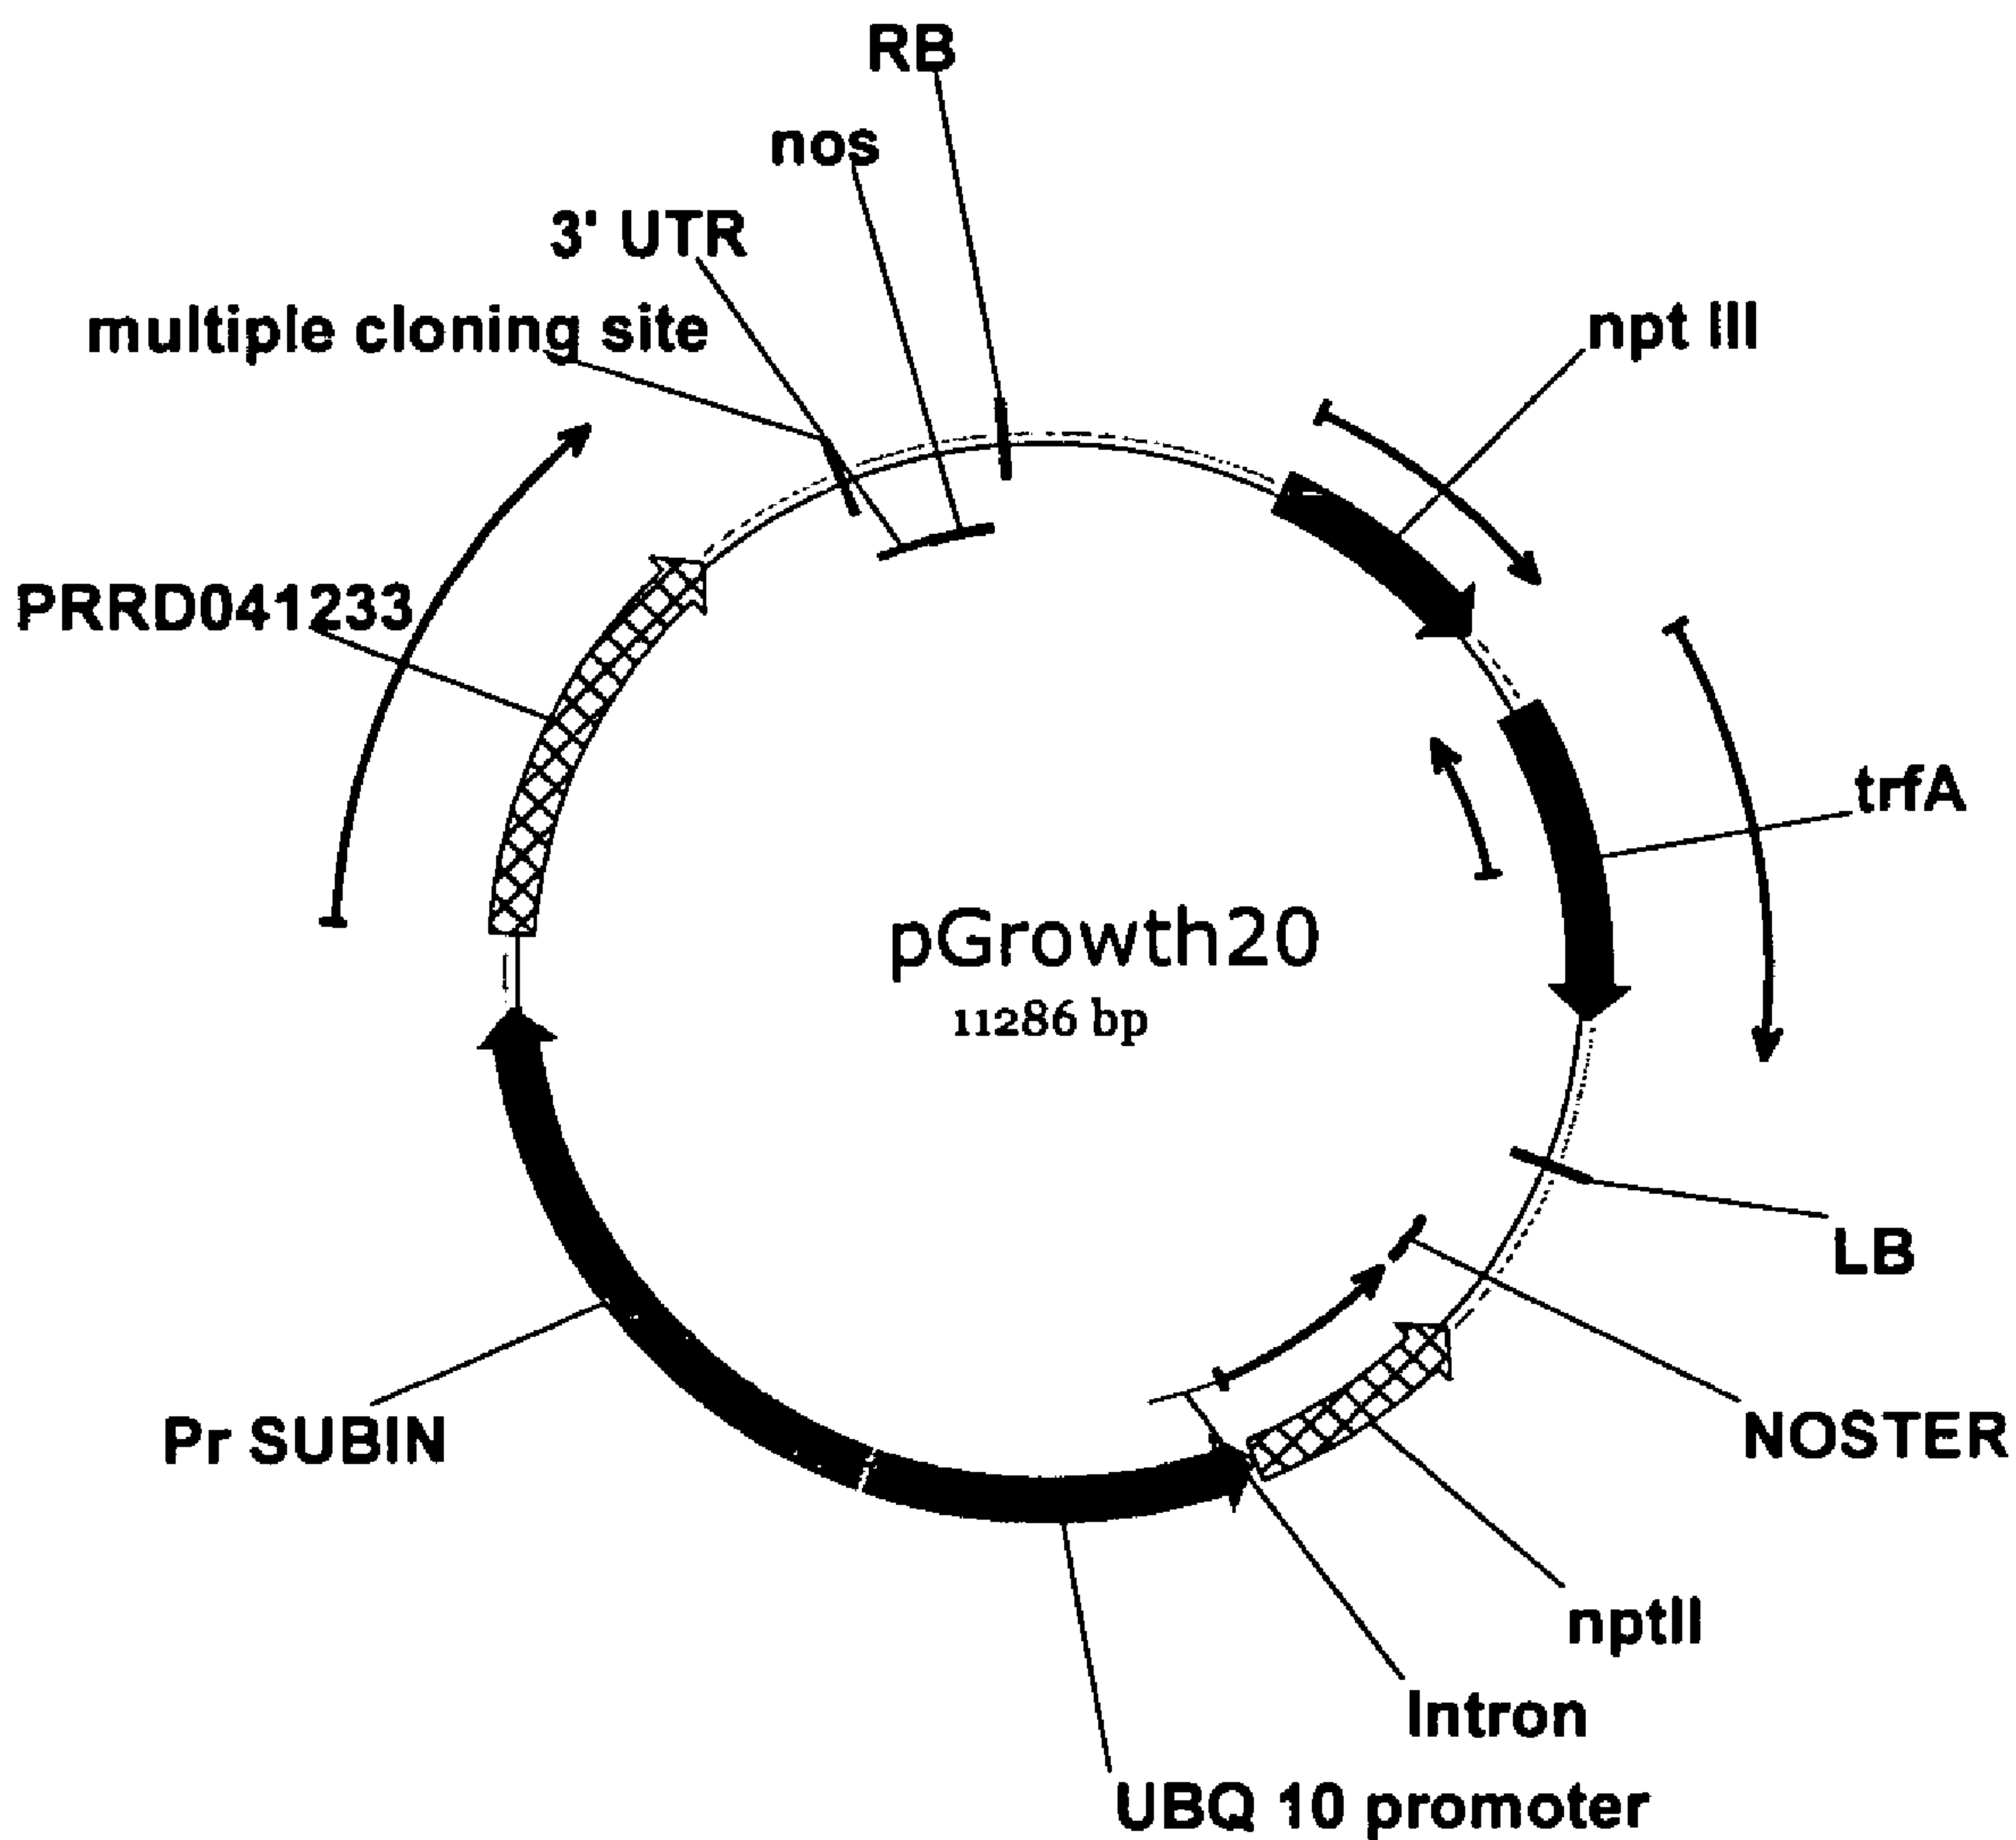 RB
nos
3' UTR
multiple cloning site
npt III
PRRD041233
trfA
pGrowth20
11286 bp
LB
Pr SUBIN
NOSTER
nptII
Intron
UBQ 10 promoter